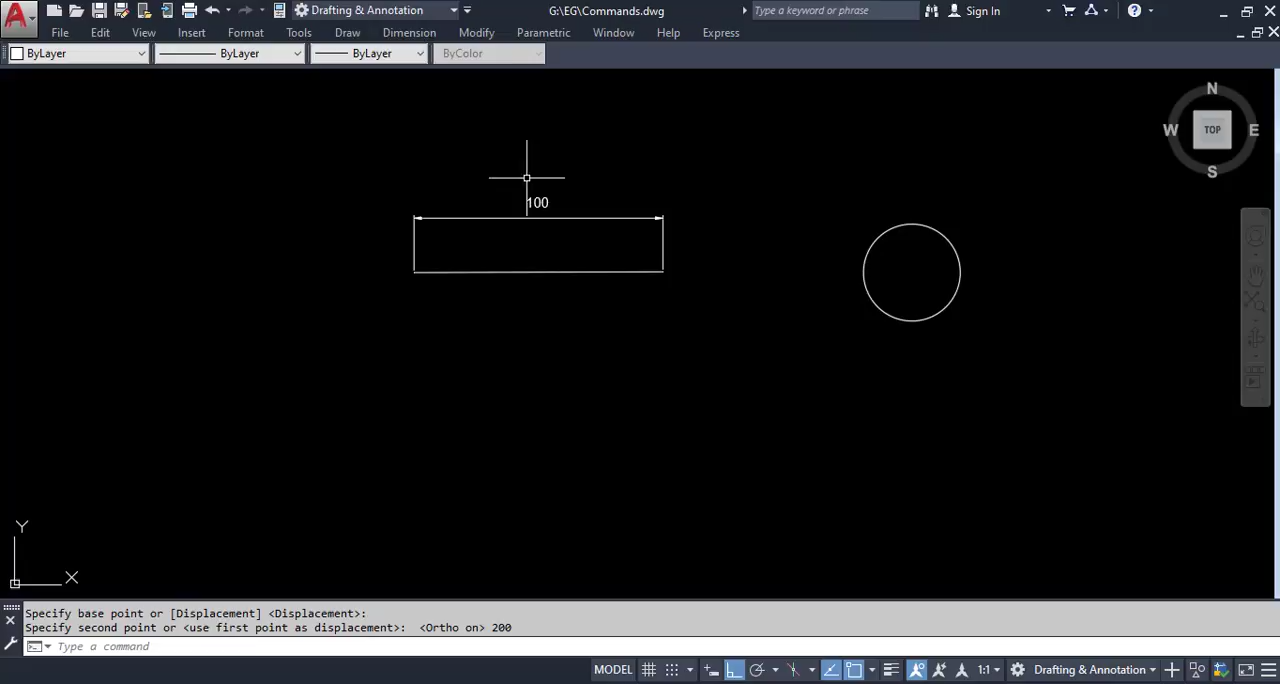 Drafting & Annotation
G:\EG\Commands.dwg
Type a keyword or phrase
Sign In
File Edit View Insert Format Tools Draw Dimension Modify Parametric Window Help Express
ByLayer ByLayer ByLayer ByColor
N
W TOP E
S
100
Y
X
Specify base point or [Displacement] <Displacement>:
Specify second point or <use first point as displacement>:  <Ortho on> 200
Type a command
MODEL 1:1 Drafting & Annotation